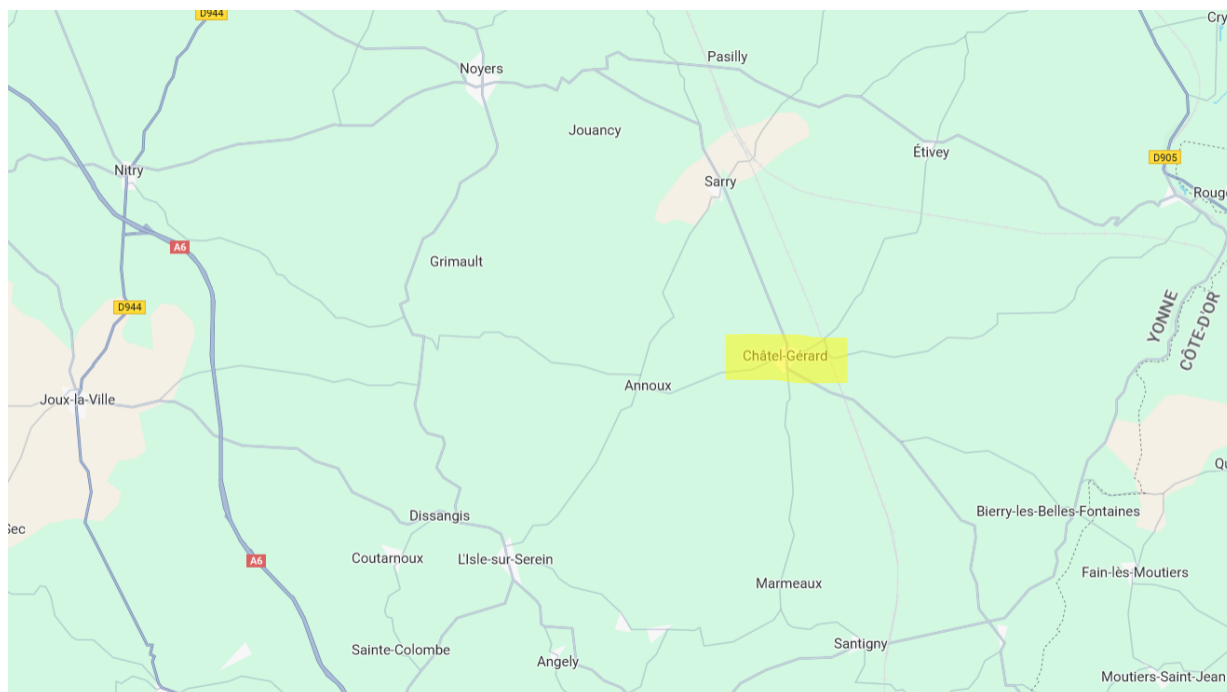 D944
Cry
Pasilly
Noyers
Jouancy
Étivey
D905
Nitry
Sarry
Roug
A6
Grimault
YONNE
CÔTE-D'OR
D944
Châtel-Gérard
Annoux
Joux-la-Ville
Sec
Dissangis
Bierry-les-Belles-Fontaines
Coutarnoux
L'Isle-sur-Serein
A6
Fain-lès-Moutiers
Marmeaux
Santigny
Sainte-Colombe
Angely
Moutiers-Saint-Jean